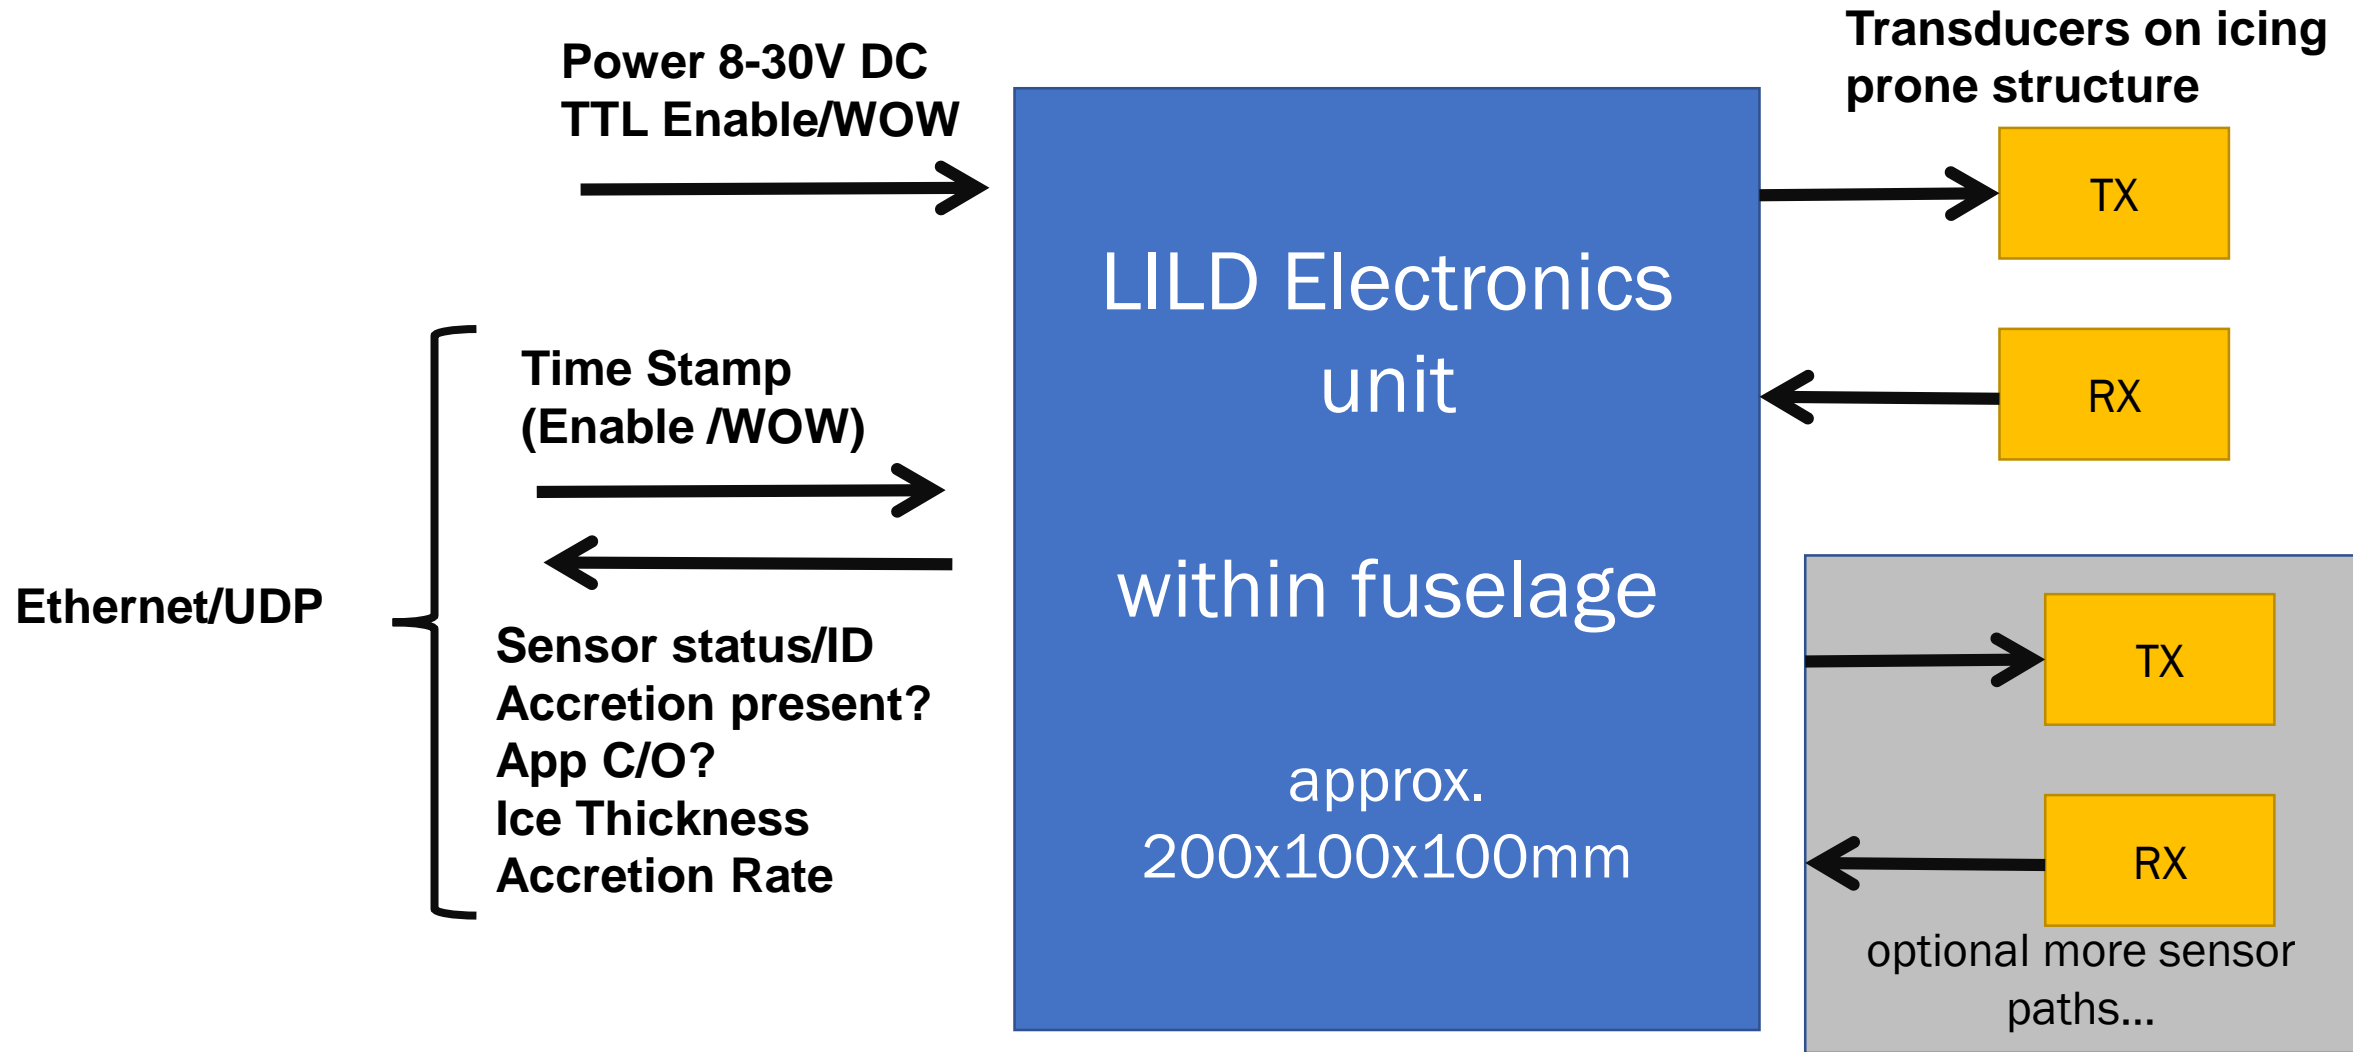 Power 8-30V DC
TTL Enable/WOW
Time Stamp
(Enable /WOW)
Ethernet/UDP
Sensor status/ID
Accretion present?
App C/O?
Ice Thickness
Accretion Rate
LILD Electronics
unit
within fuselage
approx.
200x100x100mm
Transducers on icing
prone structure
TX
RX
TX
RX
optional more sensor
paths...